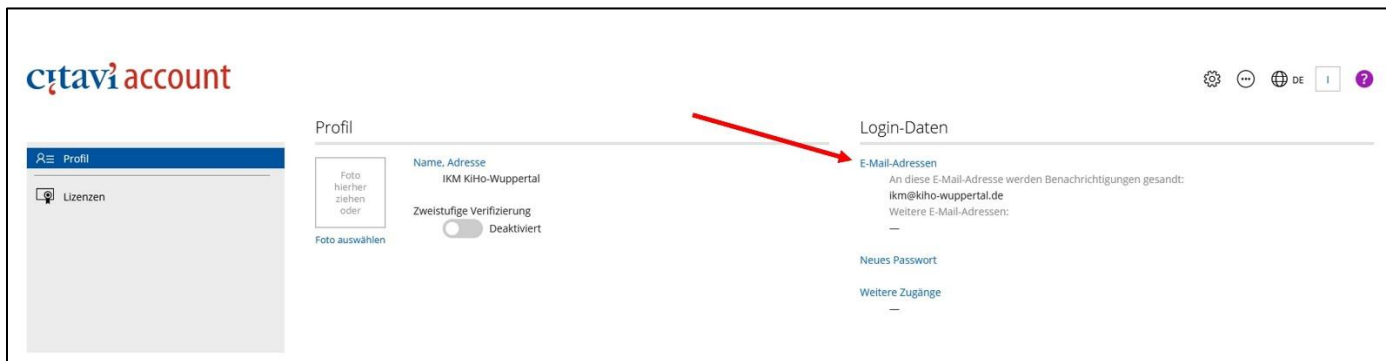 citavi account
DE
I
?
Profil
Lizenzen
Profil
Foto
hierher
ziehen
oder
Foto auswählen
Name, Adresse
IKM KiHo-Wuppertal
Zweistufige Verifizierung
Deaktiviert
Login-Daten
E-Mail-Adressen
An diese E-Mail-Adresse werden Benachrichtigungen gesandt:
ikm@kiho-wuppertal.de
Weitere E-Mail-Adressen:
—
Neues Passwort
Weitere Zugänge
—